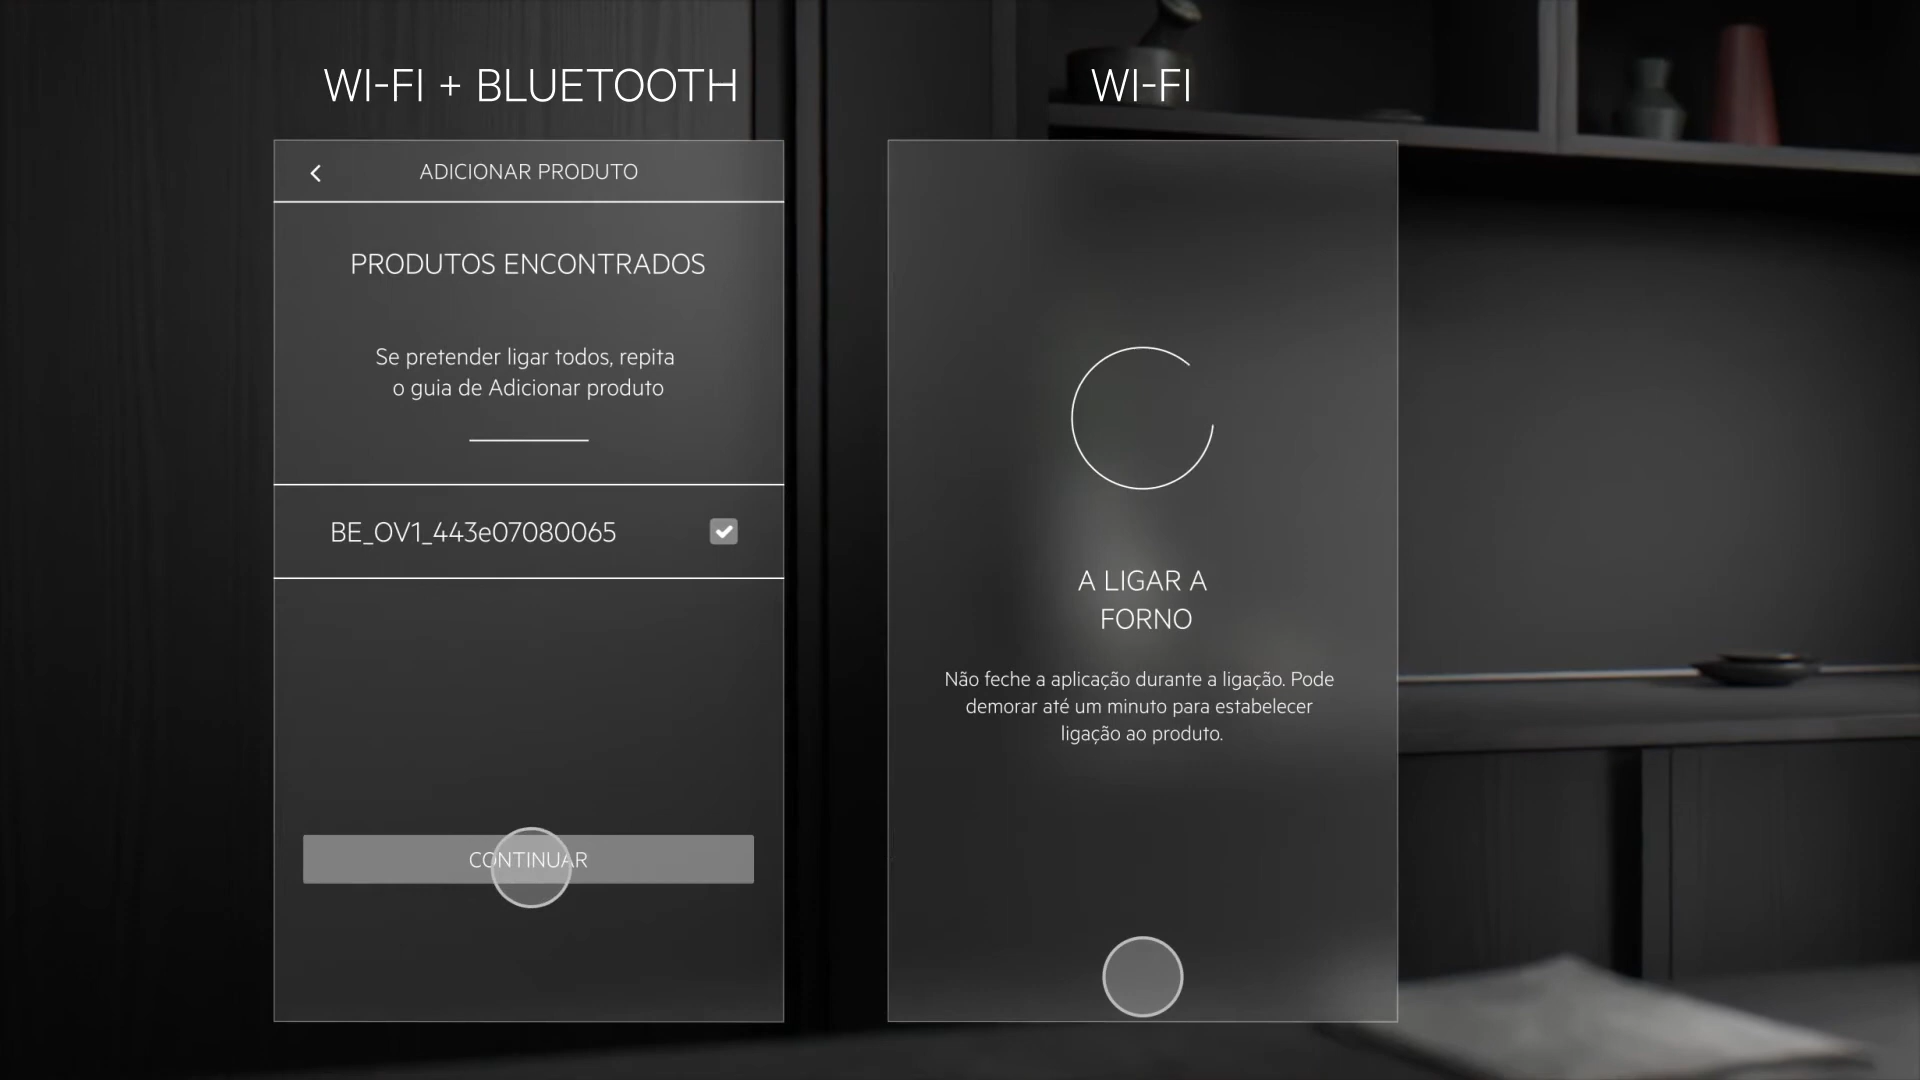 WI-FI + BLUETOOTH
ADICIONAR PRODUTO
PRODUTOS ENCONTRADOS
Se pretender ligar todos, repita
o guia de Adicionar produto
BE_OV1_443e07080065
CONTINUAR
WI-FI
A LIGAR A
FORNO
Não feche a aplicação durante a ligação. Pode
demorar até um minuto para estabelecer
ligação ao produto.